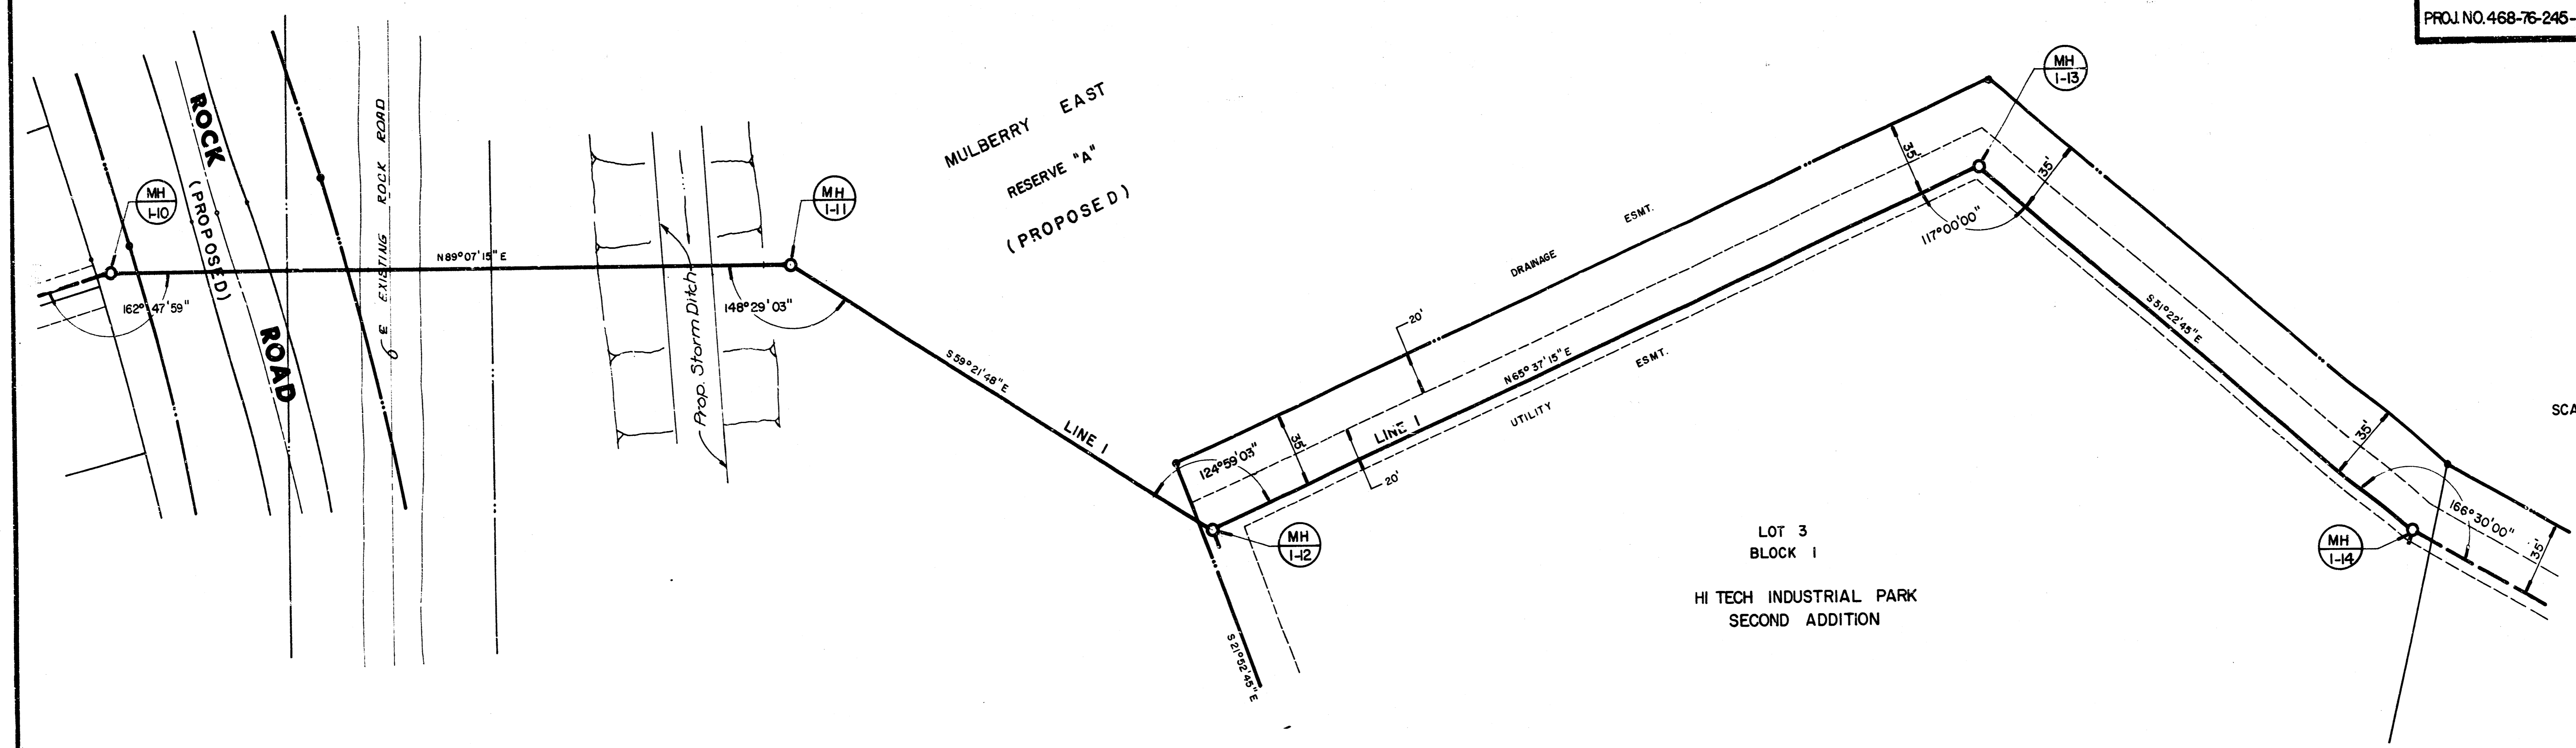 PROJ. NO. 468-76-245-
MH
1-13
MH
1-10
MH
1-11
ROCK
(PROPOSED)
ROAD
E EXISTING ROCK ROAD
MULBERRY EAST
RESERVE "A"
(PROPOSED)
N89°07'15"E
162°47'59"
148°29'03"
Prop. Storm Ditch
S59°21'48"E
LINE 1
35'
35'
117°00'00"
ESMT.
DRAINAGE
20'
N65°37'15"E
ESMT.
UTILITY
LINE 1
35'
124°59'03"
20'
S51°22'45"E
SCA
35'
166°30'00"
35'
MH
1-12
MH
1-14
LOT 3
BLOCK 1
HI TECH INDUSTRIAL PARK
SECOND ADDITION
S21°52'45"E